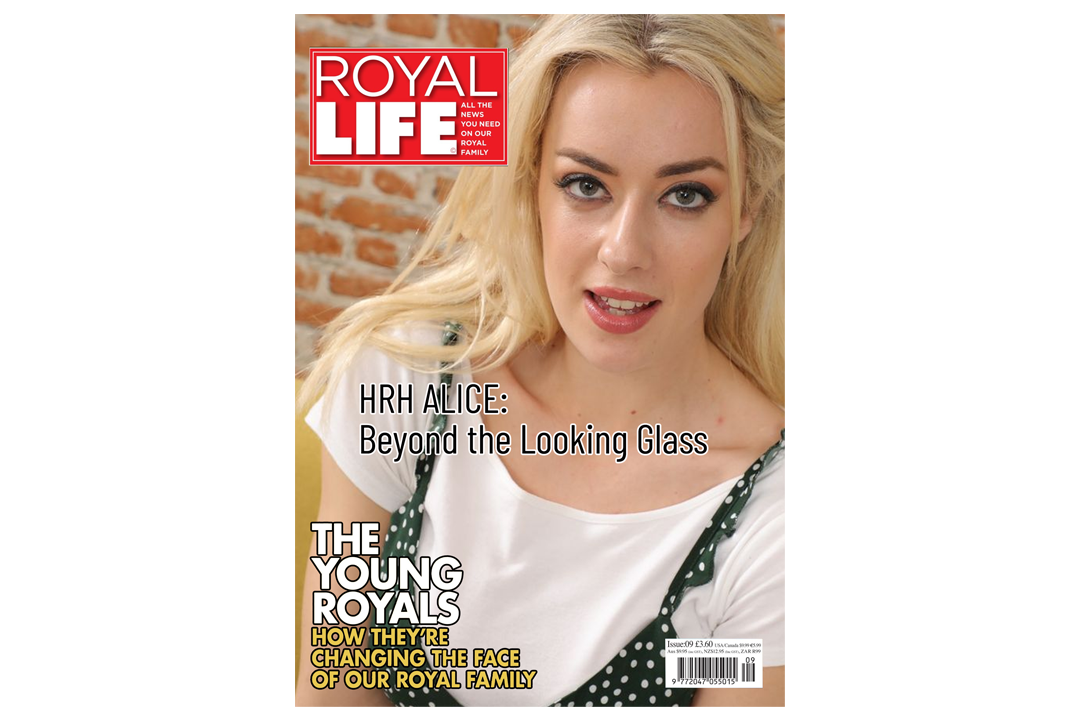 ROYAL
LIFE
ALL THE
NEWS
YOU NEED
ON OUR
ROYAL
FAMILY
HRH ALICE:
Beyond the Looking Glass
THE
YOUNG
ROYALS
HOW THEY'RE
CHANGING THE FACE
OF OUR ROYAL FAMILY
Issue:09 £3.60
09
9 772047 055015